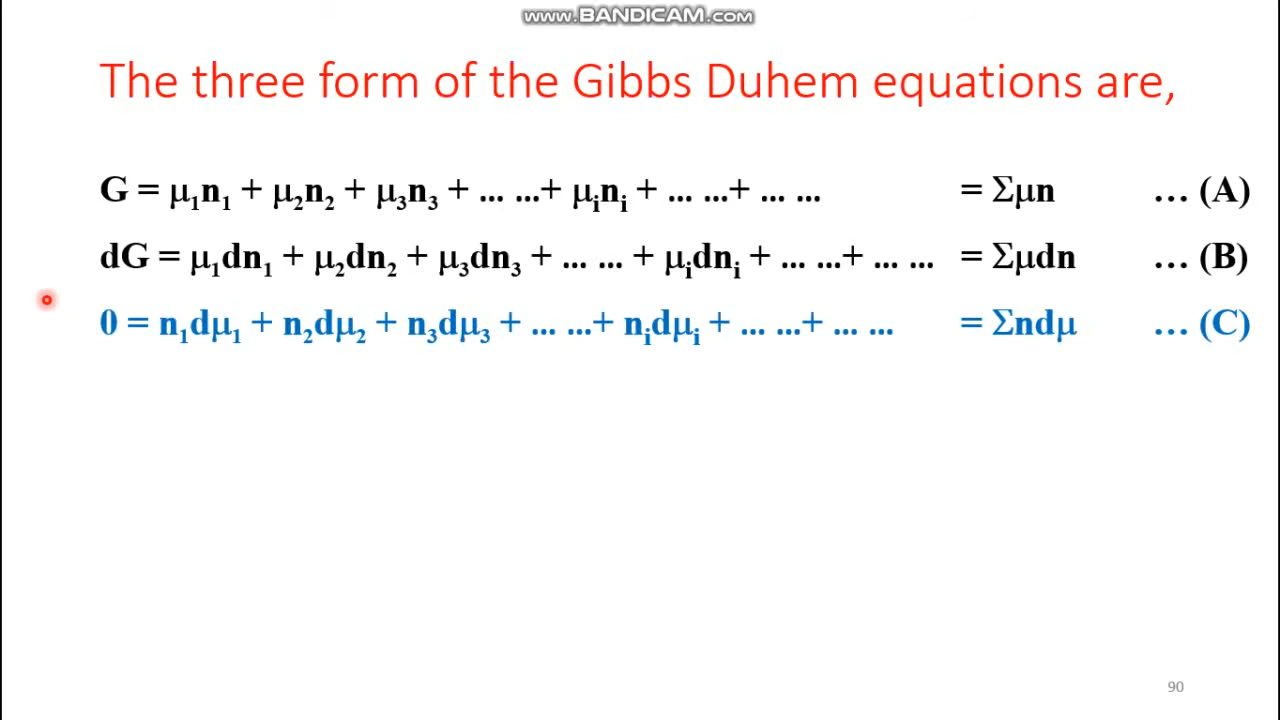 www.BANDICAM.com
The three form of the Gibbs Duhem equations are,
G = μ₁n₁ + μ₂n₂ + μ₃n₃ + ... ...+ μᵢnᵢ + ... ...+ ... ... = Σμn ... (A)
dG = μ₁dn₁ + μ₂dn₂ + μ₃dn₃ + ... ... + μᵢdnᵢ + ... ...+ ... ... = Σμdn ... (B)
0 = n₁dμ₁ + n₂dμ₂ + n₃dμ₃ + ... ...+ nᵢdμᵢ + ... ...+ ... ... = Σndμ ... (C)
90